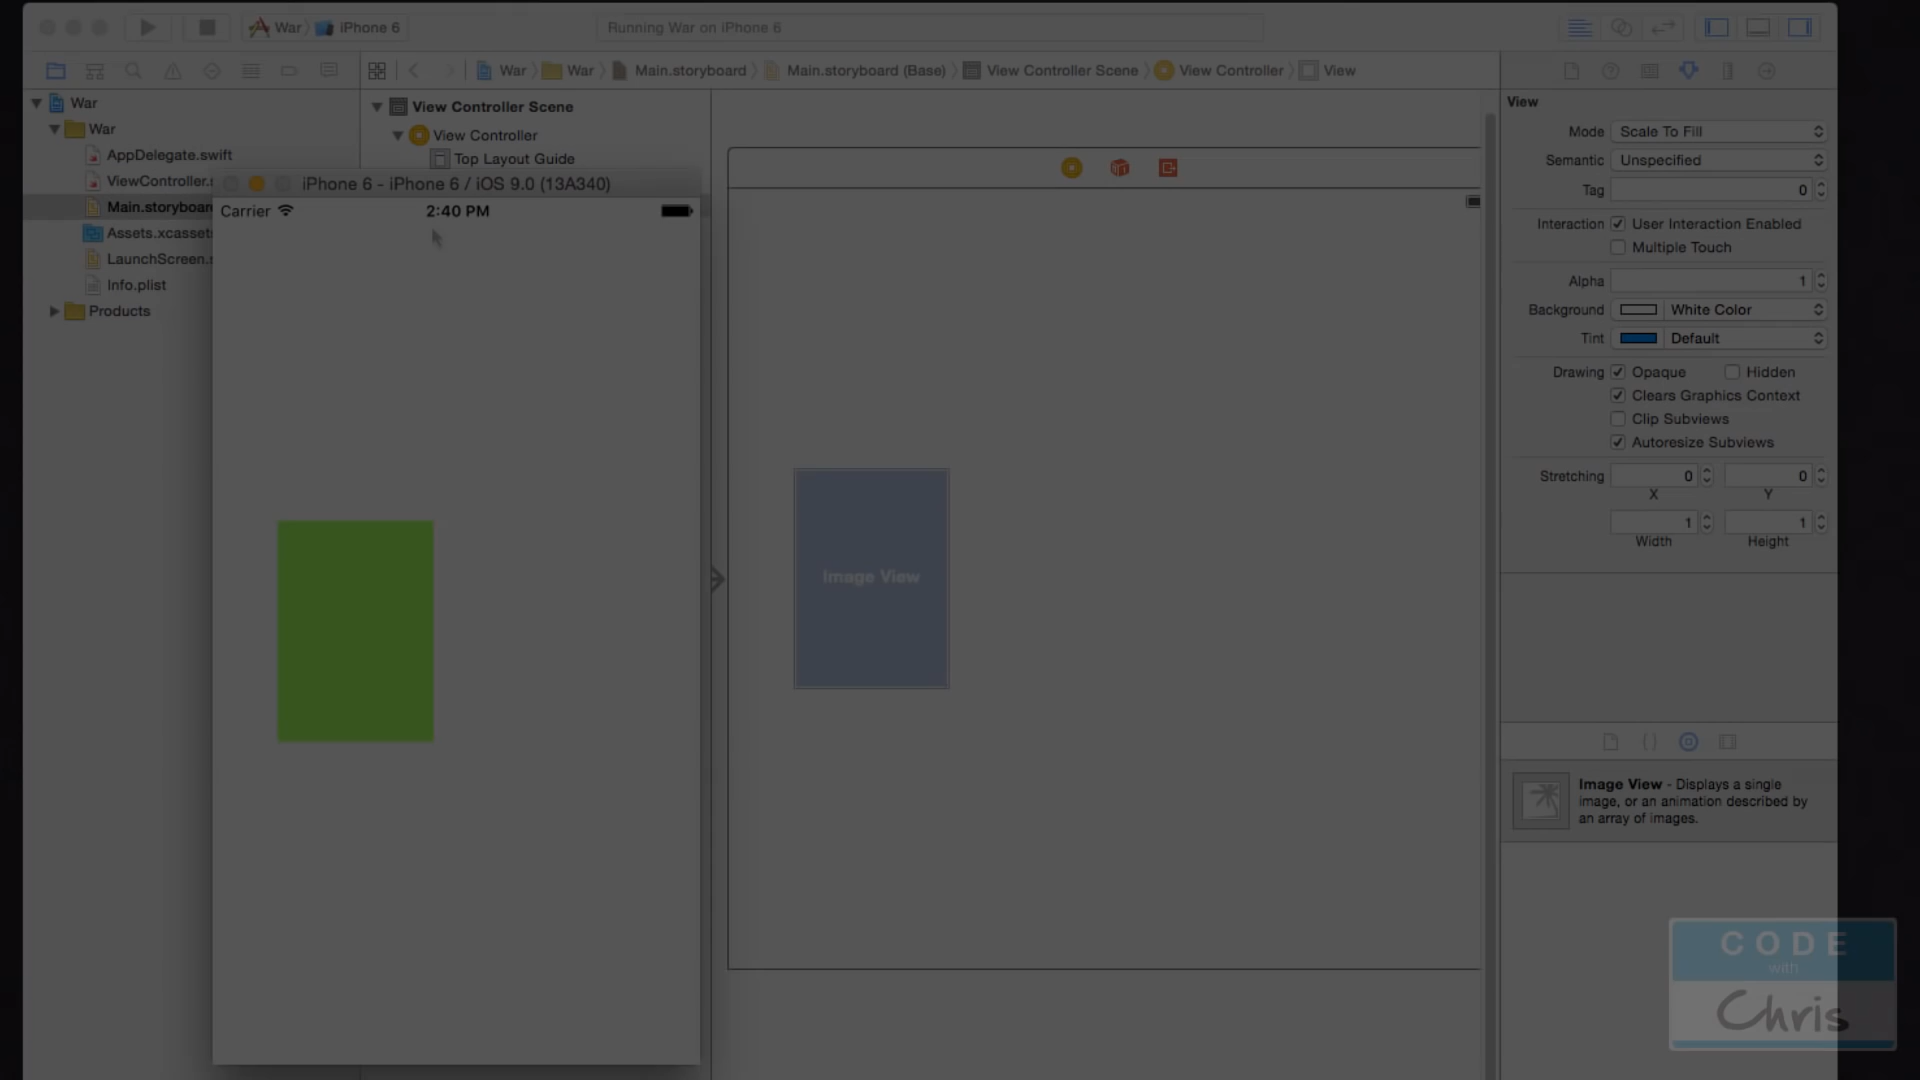 War
iPhone 6
Running War on iPhone 6
War
War
Main.storyboard
Main.storyboard (Base)
View Controller Scene
View Controller
View
War
War
AppDelegate.swift
ViewController.s
Main.storyboard
Assets.xcassets
LaunchScreen.s
Info.plist
Products
View Controller Scene
View Controller
Top Layout Guide
iPhone 6 - iPhone 6 / iOS 9.0 (13A340)
Carrier
2:40 PM
Image View
View
Mode Scale To Fill
Semantic Unspecified
Tag 0
Interaction User Interaction Enabled
Multiple Touch
Alpha 1
Background White Color
Tint Default
Drawing Opaque Hidden
Clears Graphics Context
Clip Subviews
Autoresize Subviews
Stretching 0 0
X Y
1 1
Width Height
Image View - Displays a single
image, or an animation described by
an array of images.
CODE
with
Chris